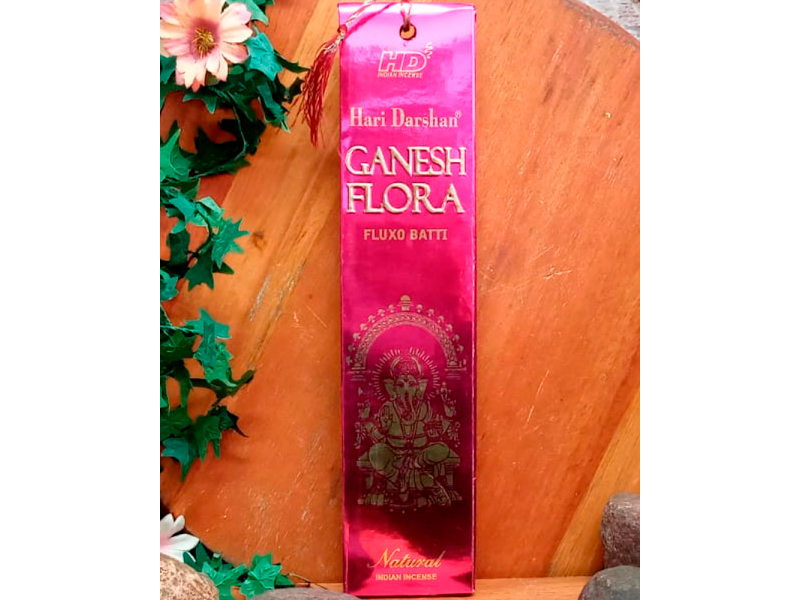 HD
INDIAN INCENSE
Hari Darshan®
GANESH
FLORA
FLUXO BATTI
Natural
INDIAN INCENSE